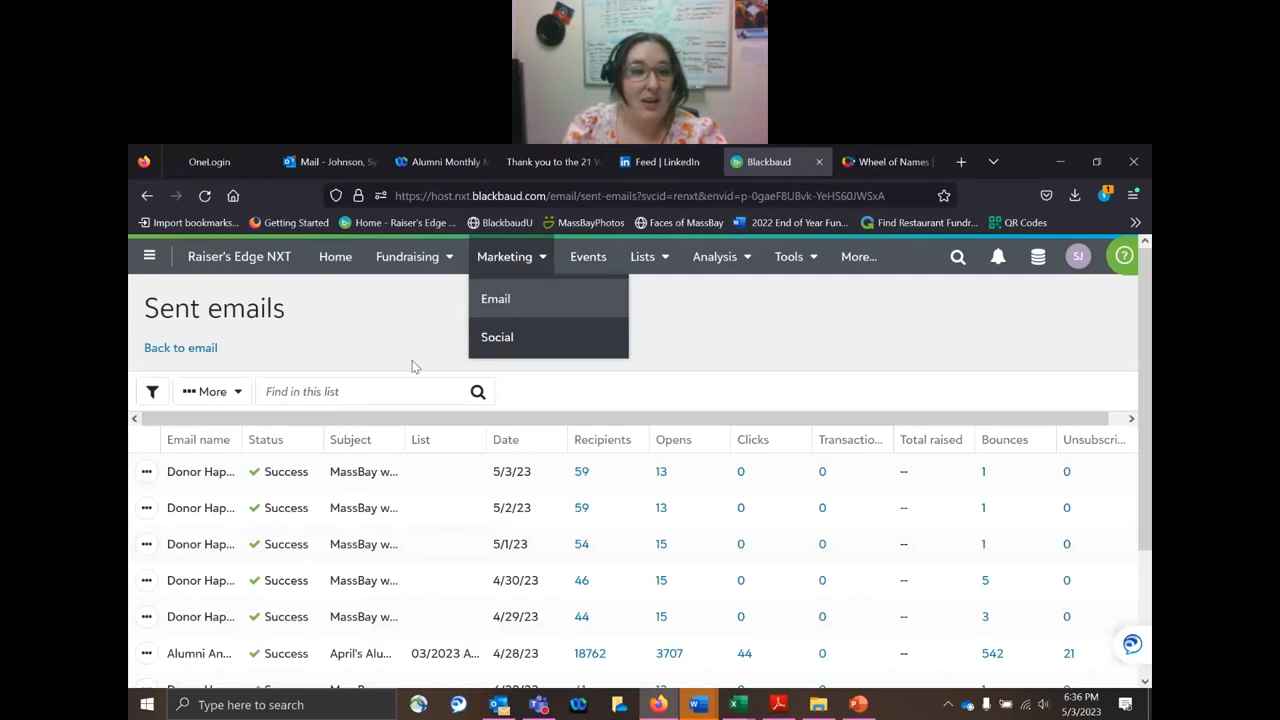 OneLogin
Mail - Johnson, Sy
Alumni Monthly M
Thank you to the 21 W
Feed | LinkedIn
Blackbaud
Wheel of Names |
https://host.nxt.blackbaud.com/email/sent-emails?svcid=renxt&envid=p-0gaeF8UBvk-YeHS60JWSxA
1
Import bookmarks...
Getting Started
Home - Raiser's Edge ...
BlackbaudU
MassBayPhotos
Faces of MassBay
2022 End of Year Fun...
Find Restaurant Fundr...
QR Codes
Raiser's Edge NXT
Home
Fundraising
Marketing
Events
Lists
Analysis
Tools
More...
SJ
?
Email
Social
Sent emails
Back to email
••• More
Find in this list
Email name Status Subject List Date Recipients Opens Clicks Transactio... Total raised Bounces Unsubscri...
Donor Hap... Success MassBay w... 5/3/23 59 13 0 0 -- 1 0
Donor Hap... Success MassBay w... 5/2/23 59 13 0 0 -- 1 0
Donor Hap... Success MassBay w... 5/1/23 54 15 0 0 -- 1 0
Donor Hap... Success MassBay w... 4/30/23 46 15 0 0 -- 5 0
Donor Hap... Success MassBay w... 4/29/23 44 15 0 0 -- 3 0
Alumni An... Success April's Alu... 03/2023 A... 4/28/23 18762 3707 44 0 542 21
Type here to search
6:36 PM
5/3/2023